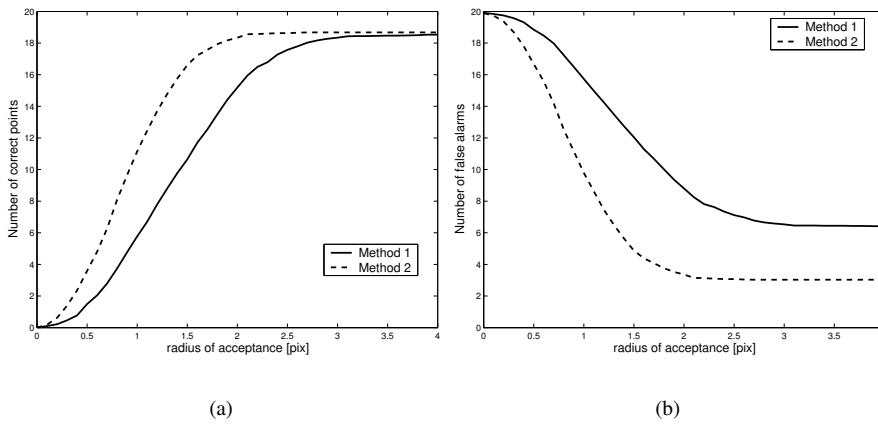 20
18
16
14
12
10
8
6
4
2
0
Number of correct points
0 0.5 1 1.5 2 2.5 3 3.5 4
radius of acceptance [pix]
Method 1
Method 2
(a)
20
18
16
14
12
10
8
6
4
2
0
Number of false alarms
0 0.5 1 1.5 2 2.5 3 3.5
radius of acceptance [pix]
Method 1
Method 2
(b)